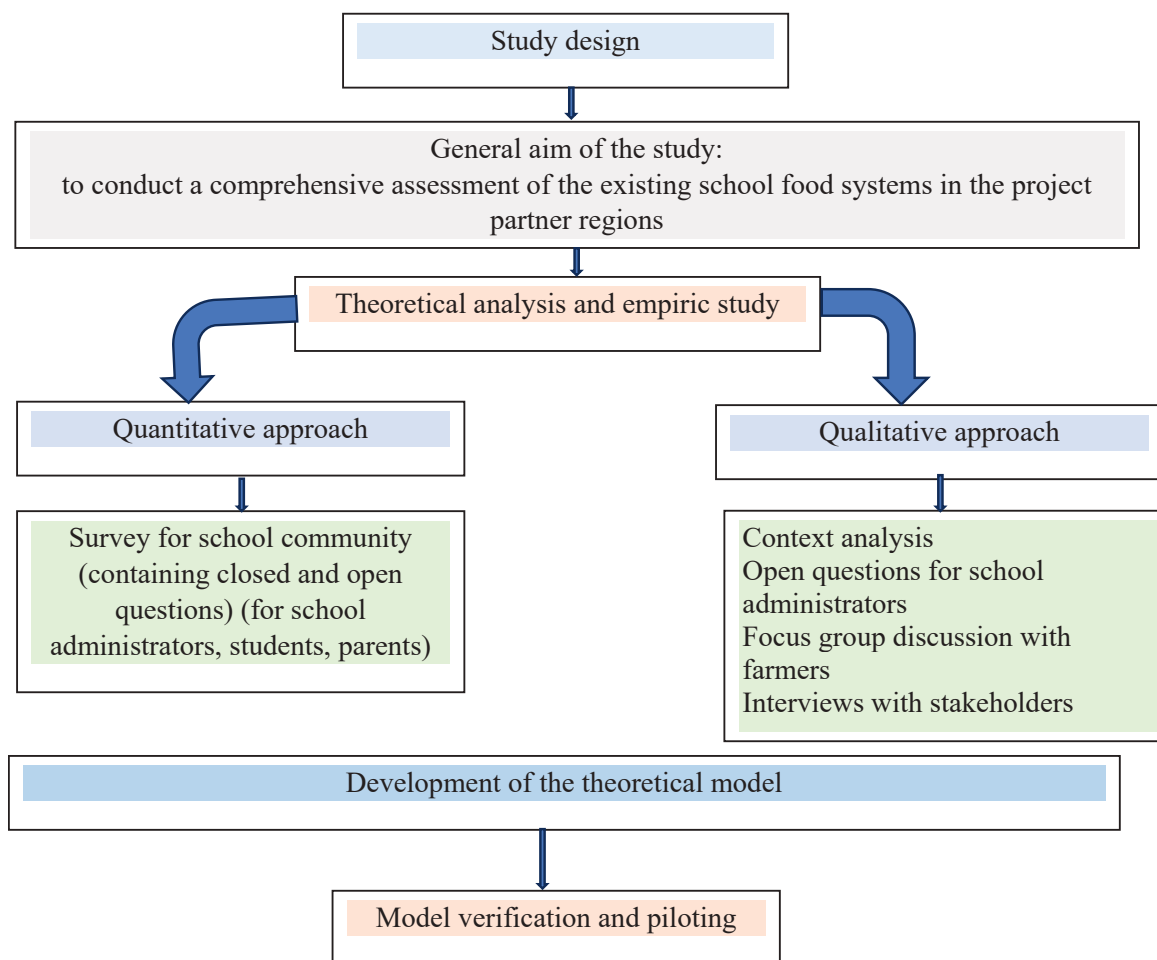 Study design
General aim of the study:
to conduct a comprehensive assessment of the existing school food systems in the project
partner regions
Theoretical analysis and empiric study
Quantitative approach
Qualitative approach
Survey for school community
(containing closed and open
questions) (for school
administrators, students, parents)
Context analysis
Open questions for school
administrators
Focus group discussion with
farmers
Interviews with stakeholders
Development of the theoretical model
Model verification and piloting